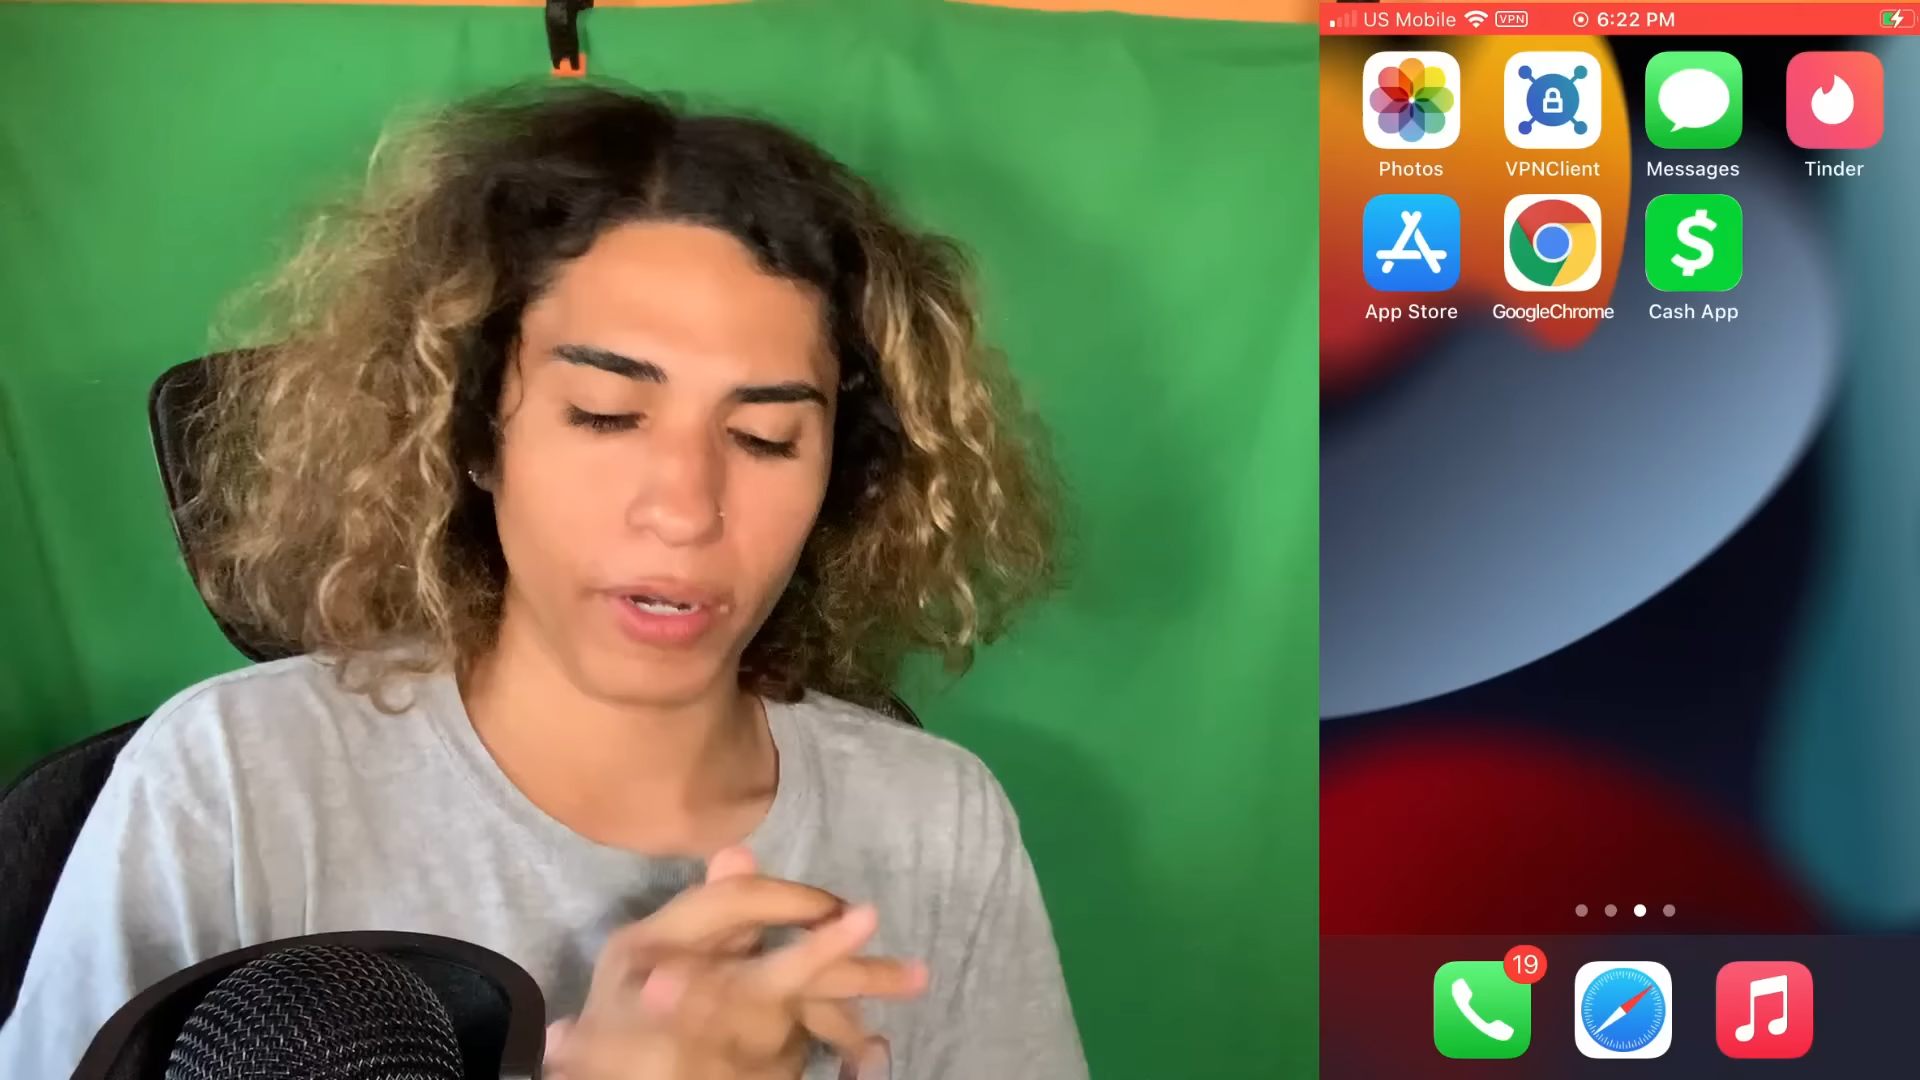 US Mobile VPN 6:22 PM
Photos VPNClient Messages Tinder
App Store GoogleChrome Cash App
19